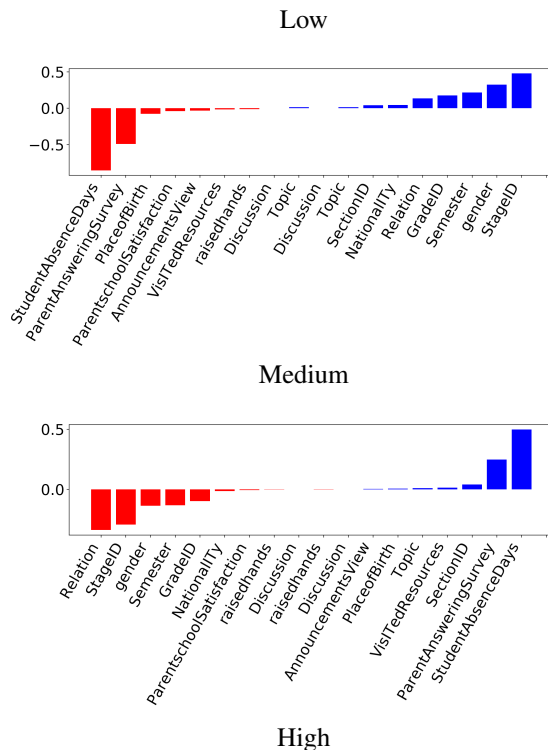 Low
0.5
0.0
−0.5
StudentAbsenceDays
ParentAnsweringSurvey
PlaceofBirth
ParentschoolSatisfaction
AnnouncementsView
VisITedResources
raisedhands
Discussion
Topic
Discussion
Topic
SectionID
NationalITy
Relation
GradeID
Semester
gender
StageID
Medium
0.5
0.0
Relation
StageID
gender
Semester
GradeID
NationalITy
ParentschoolSatisfaction
raisedhands
Discussion
raisedhands
Discussion
AnnouncementsView
PlaceofBirth
Topic
VisITedResources
SectionID
ParentAnsweringSurvey
StudentAbsenceDays
High